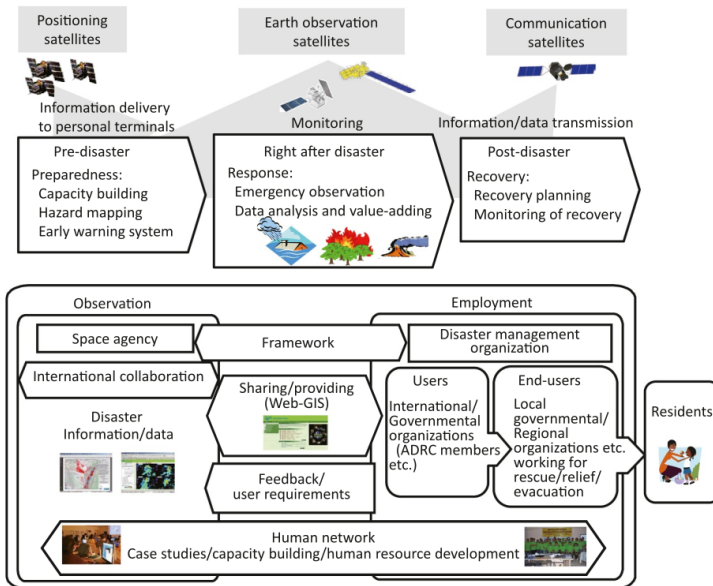 Positioning
satellites
Earth observation
satellites
Communication
satellites
Information delivery
to personal terminals
Monitoring
Information/data transmission
Pre-disaster
Preparedness:
Capacity building
Hazard mapping
Early warning system
Right after disaster
Response:
Emergency observation
Data analysis and value-adding
Post-disaster
Recovery:
Recovery planning
Monitoring of recovery
Observation
Employment
Space agency
Framework
Disaster management
organization
International collaboration
Sharing/providing
(Web-GIS)
Disaster
Information/data
Feedback/
user requirements
Users
International/
Governmental
organizations
(ADRC members
etc.)
End-users
Local
governmental/
Regional
organizations etc.
working for
rescue/relief/
evacuation
Residents
Human network
Case studies/capacity building/human resource development